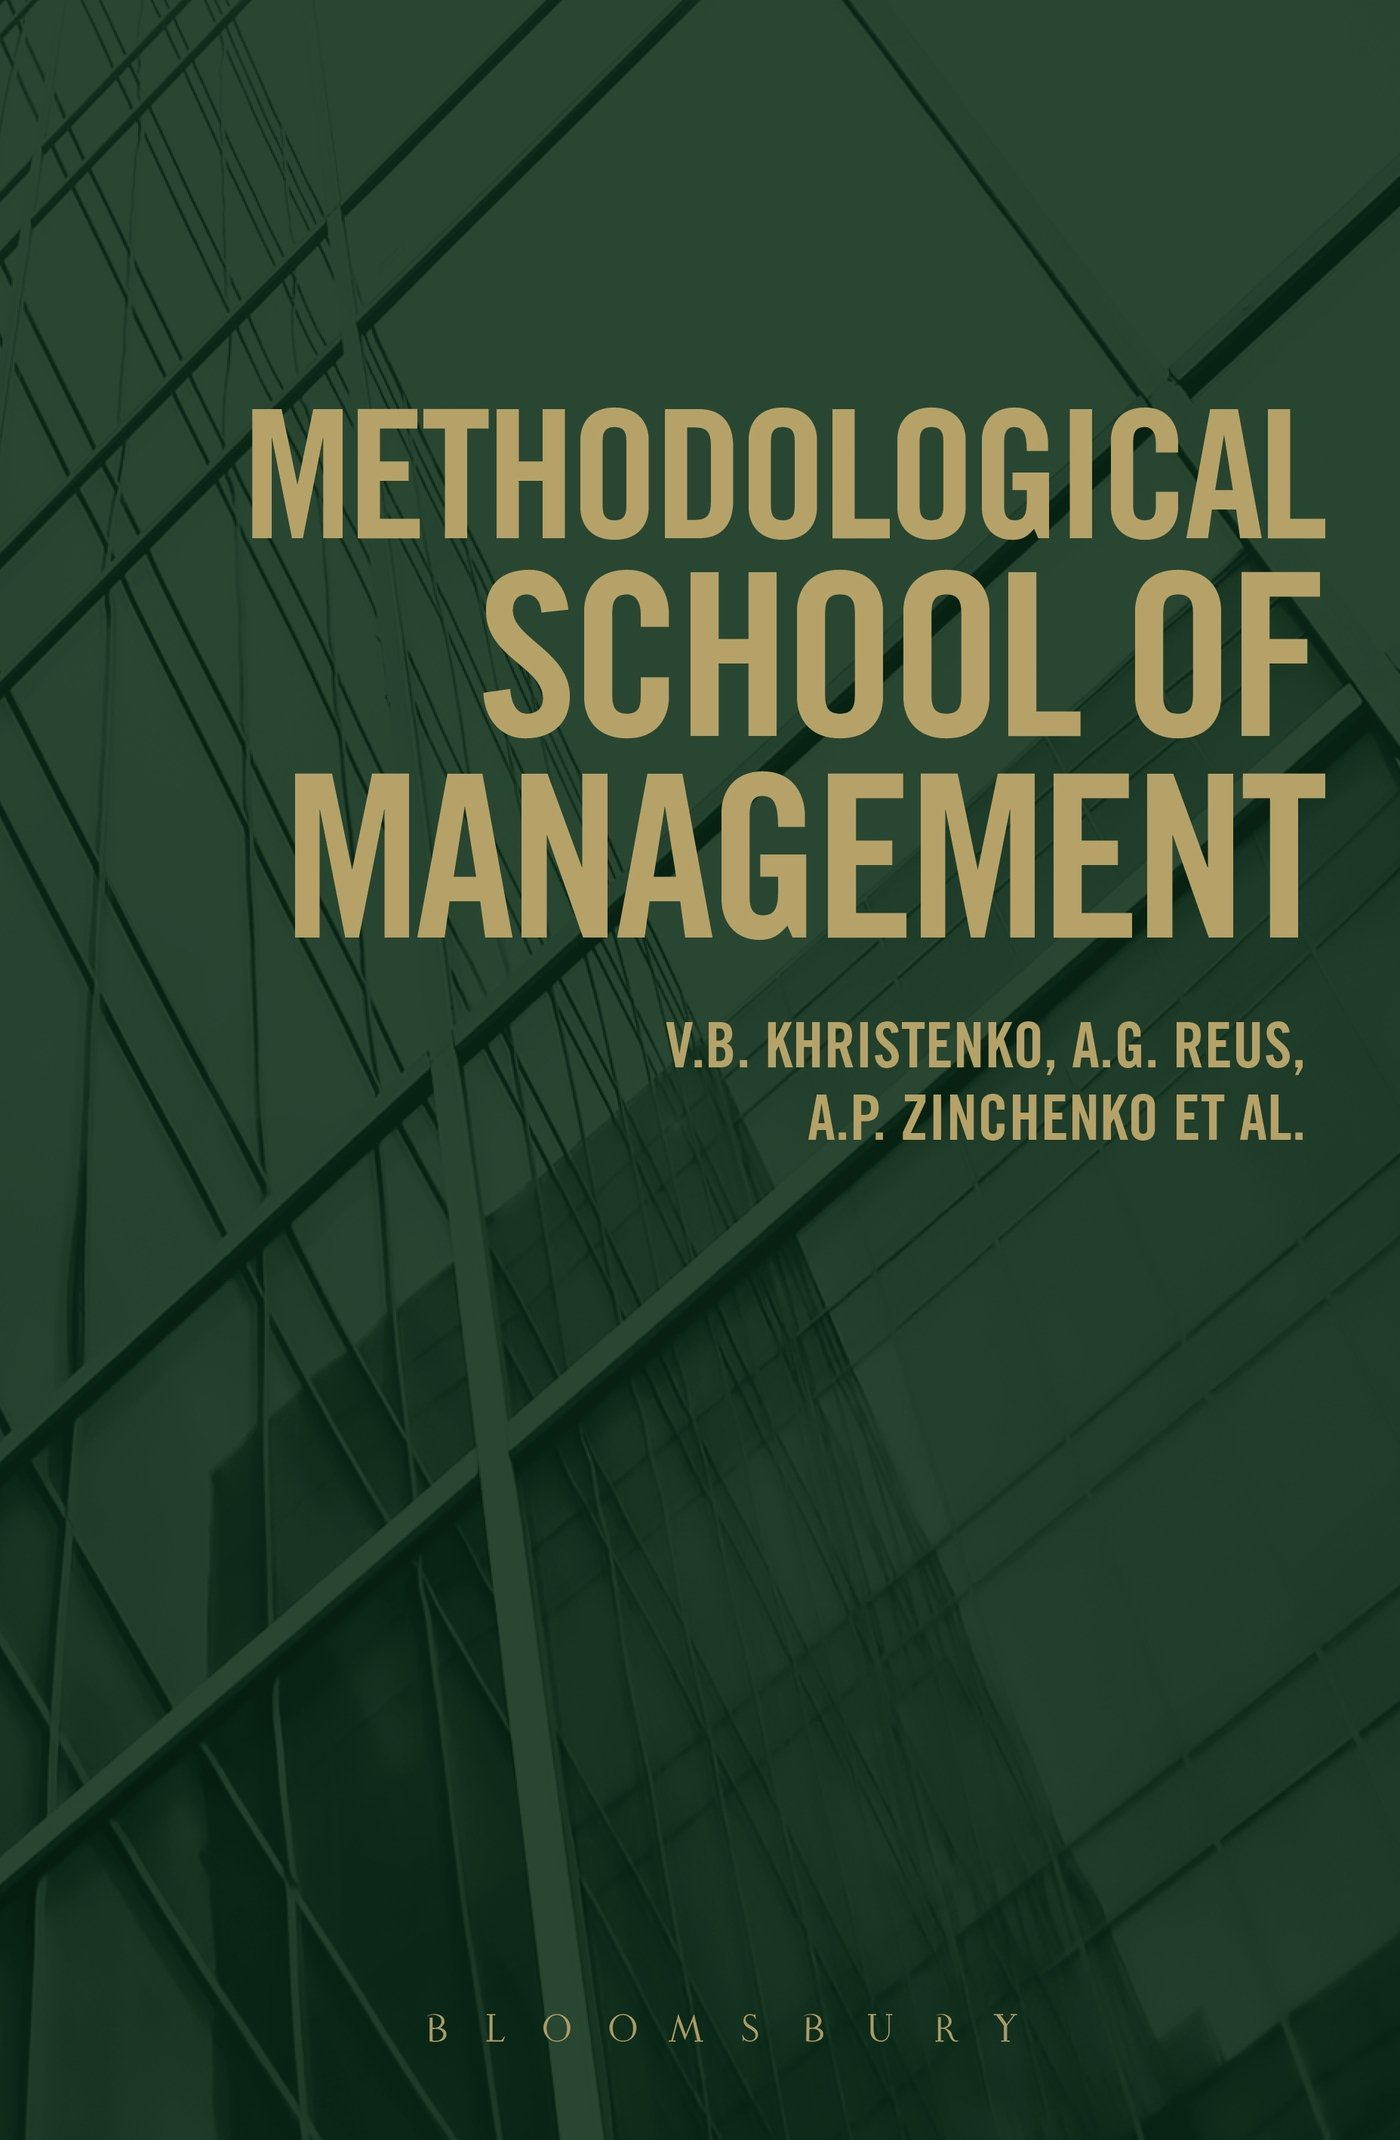 METHODOLOGICAL
SCHOOL OF
MANAGEMENT
V.B. KHRISTENKO, A.G. REUS,
A.P. ZINCHENKO ET AL.
BLOOMSBURY